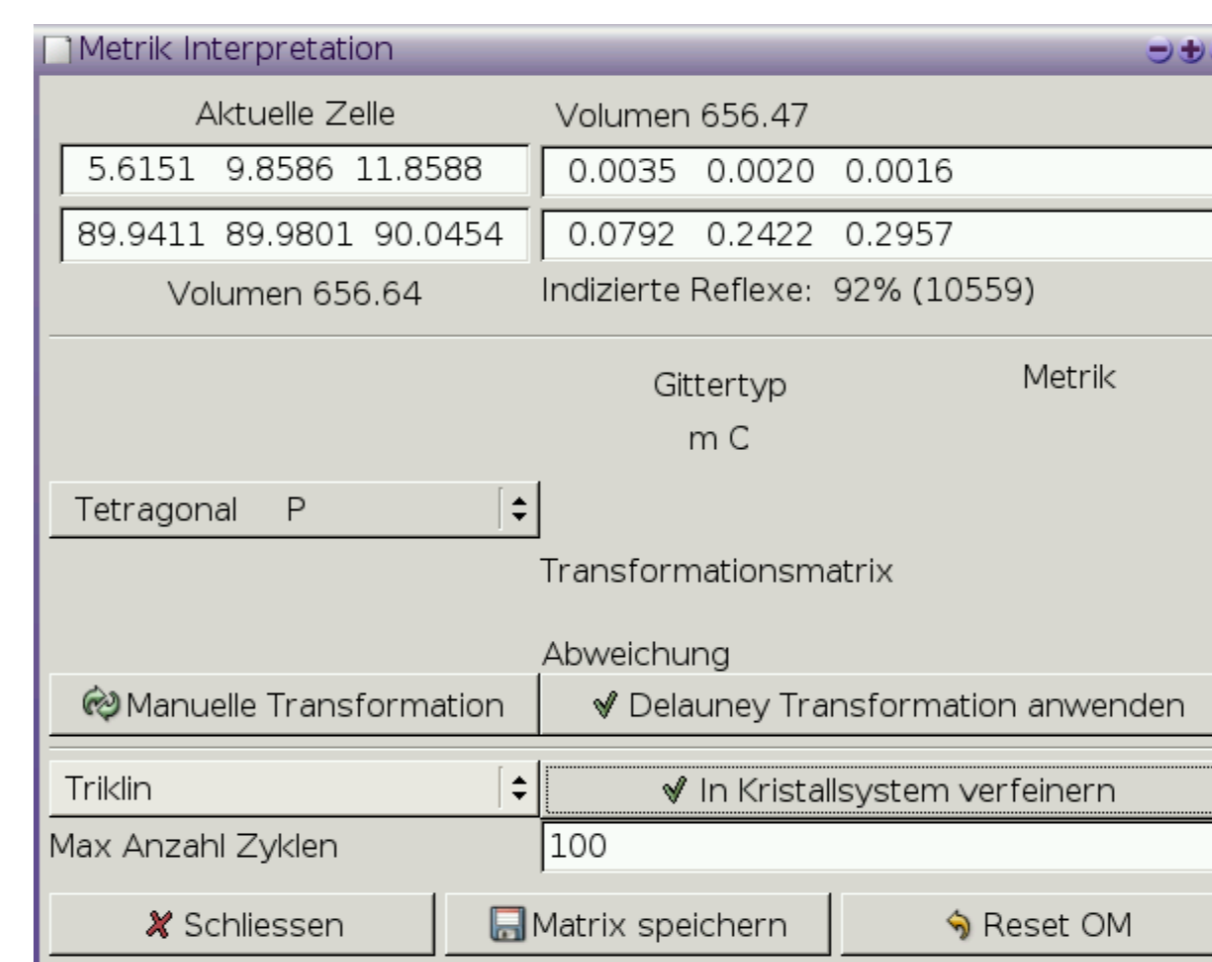 Metrik Interpretation
Aktuelle Zelle Volumen 656.47
5.6151 9.8586 11.8588 0.0035 0.0020 0.0016
89.9411 89.9801 90.0454 0.0792 0.2422 0.2957
Volumen 656.64 Indizierte Reflexe: 92% (10559)
Gittertyp Metrik
m C
Tetragonal P
Transformationsmatrix
Abweichung
Manuelle Transformation Delauney Transformation anwenden
Triklin In Kristallsystem verfeinern
Max Anzahl Zyklen 100
Schliessen Matrix speichern Reset OM